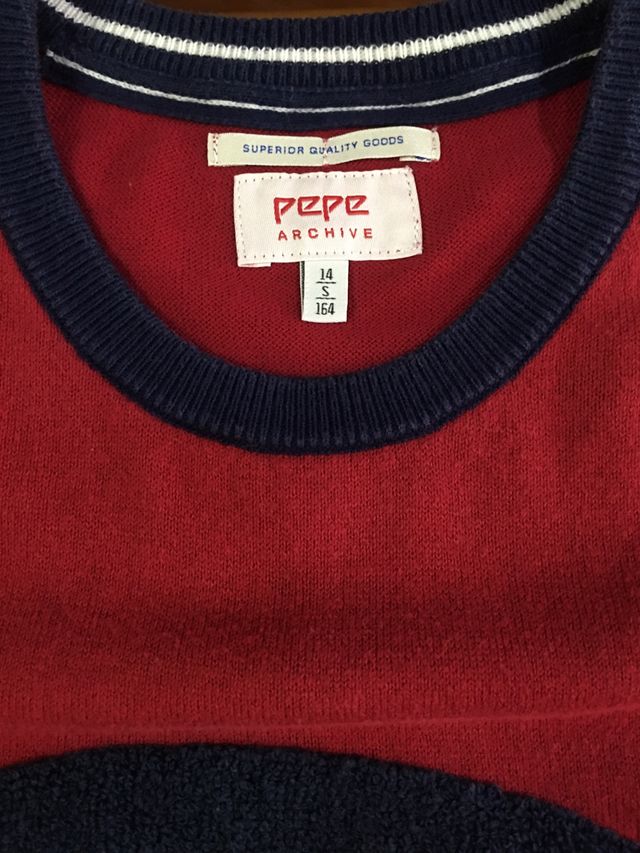 SUPERIOR QUALITY GOODS
pepe
ARCHIVE
14
S
164